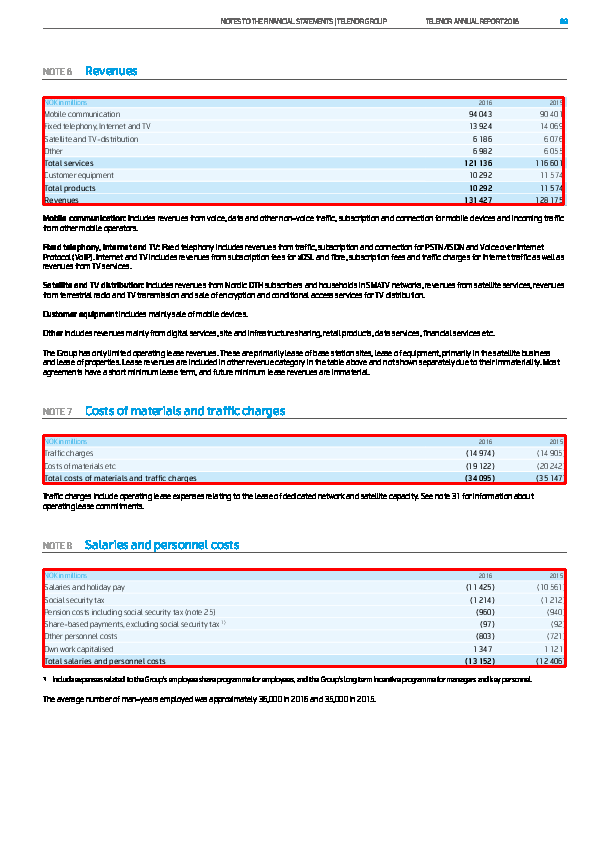 NOTES TO THE FINANCIAL STATEMENTS | TELENOR GROUP TELENOR ANNUAL REPORT 2016
NOTE 6 Revenues
NOK in millions 2016
Mobile communication 94 043 90 401
Fixed telephony, Internet and TV 13 924 14 069
Satellite and TV-distribution 6 186 6 076
Other 6 982 6 055
Total services 121 136 116 601
Customer equipment 10 292 11 574
Total products 10 292 11 574
Revenues 131 427 128 175
Mobile communication: Includes revenues from voice, data and other non-voice traffic, subscription and connection for mobile devices and incoming traffic
from other mobile operators.
Fixed telephony, Internet and TV: Fixed telephony includes revenues from traffic, subscription and connection for PSTN/ISDN and Voice over Internet
Protocol (VoIP). Internet and TV includes revenues from subscription fees for xDSL and fibre, subscription fees and traffic charges for Internet traffic as well as
revenues from TV services.
Satellite and TV distribution: Includes revenues from Nordic DTH subscribers and households in SMATV networks, revenues from satellite services, revenues
from terrestrial radio and TV transmission and sale of encryption and conditional access services for TV distribution.
Customer equipment includes mainly sale of mobile devices.
Other includes revenues mainly from digital services, site and infrastructure sharing, retail products, data services, financial services etc.
The Group has only limited operating lease revenues. These are primarily lease of base station sites, lease of equipment, primarily in the satellite business
and lease of properties. Lease revenues are included in other revenue category in the table above and not shown separately due to their immateriality. Most
agreements have a short minimum lease term, and future minimum lease revenues are immaterial.
NOTE 7 Costs of materials and traffic charges
NOK in millions 2016 2015
Traffic charges (14 974) (14 905
Costs of materials etc (19 122) (20 242
Total costs of materials and traffic charges (34 095) (35 147
Traffic charges include operating lease expenses relating to the lease of dedicated network and satellite capacity. See note 31 for information about
operating lease commitments.
NOTE 8 Salaries and personnel costs
NOK in millions 2016 2015
Salaries and holiday pay (11 425) (10 561
Social security tax (1 214) (1 212
Pension costs including social security tax (note 25) (960) (940
Share-based payments, excluding social security tax 1) (97) (92
Other personnel costs (803) (721
Own work capitalised 1 347 1 121
Total salaries and personnel costs (13 152) (12 406
Include expenses related to the Group's employee share programme for employees, and the Group's long term incentive programme for managers and key personnel.
The average number of man-years employed was approximately 36,000 in 2016 and 35,000 in 2015.